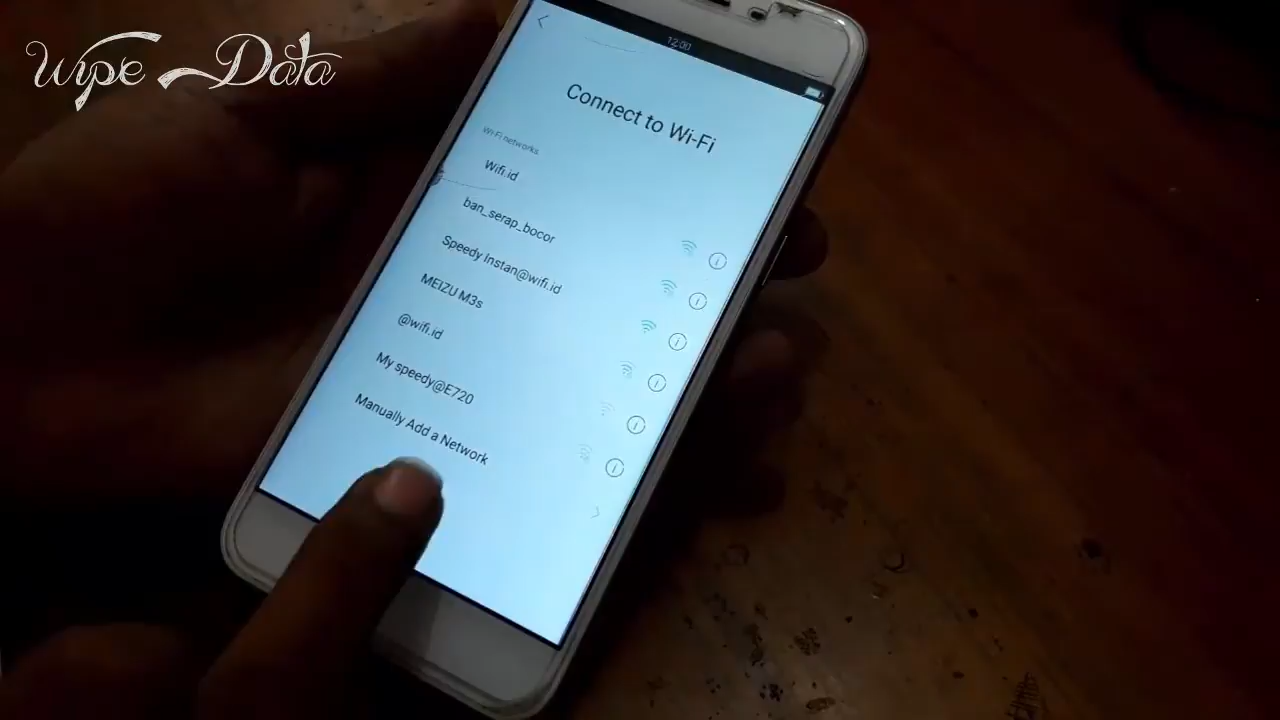 Wipe Data
12:00
Connect to Wi-Fi
Wi-Fi networks
Wifi.id
ban_serap_bocor
Speedy Instan@wifi.id
MEIZU M3s
@wifi.id
My speedy@E720
Manually Add a Network